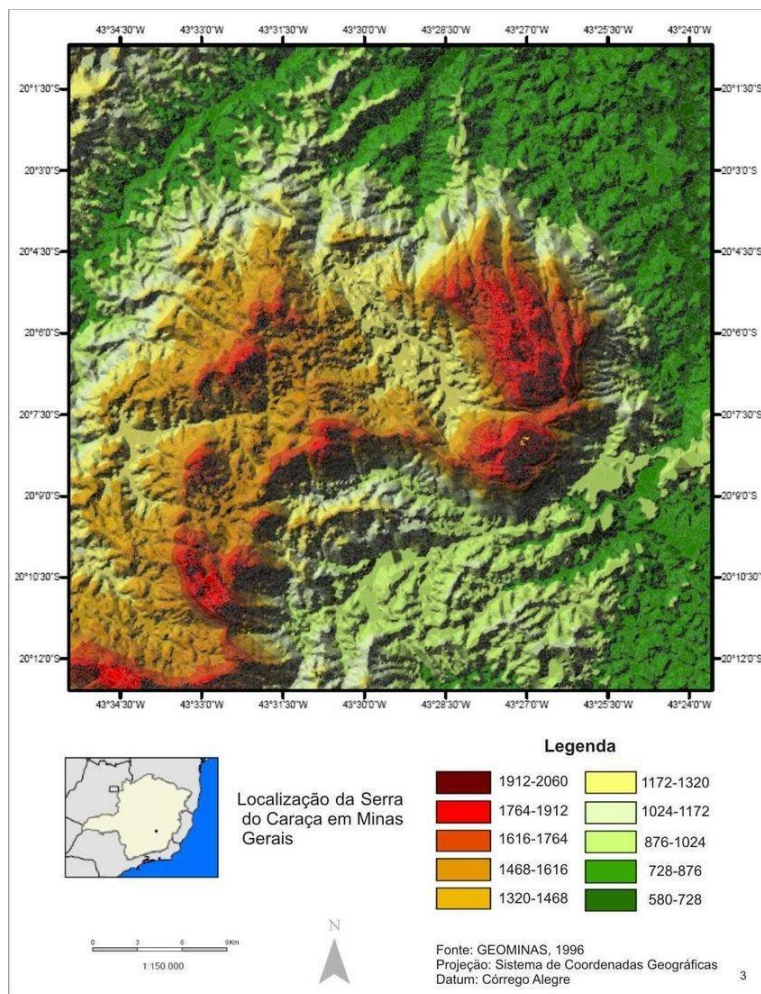 43°34'30"W 43°33'0"W 43°31'30"W 43°30'0"W 43°28'30"W 43°27'0"W 43°25'30"W 43°24'0"W
20°1'30"S 20°1'30"S
20°3'0"S 20°3'0"S
20°4'30"S 20°4'30"S
20°6'0"S 20°6'0"S
20°7'30"S 20°7'30"S
20°9'0"S 20°9'0"S
20°10'30"S 20°10'30"S
20°12'0"S 20°12'0"S
43°34'30"W 43°33'0"W 43°31'30"W 43°30'0"W 43°28'30"W 43°27'0"W 43°25'30"W 43°24'0"W
Localização da Serra
do Caraça em Minas
Gerais
Legenda
1912-2060 1172-1320
1764-1912 1024-1172
1616-1764 876-1024
1468-1616 728-876
1320-1468 580-728
0 3 6 9Km
1:150.000
N
Fonte: GEOMINAS, 1996
Projeção: Sistema de Coordenadas Geográficas
Datum: Córrego Alegre
3